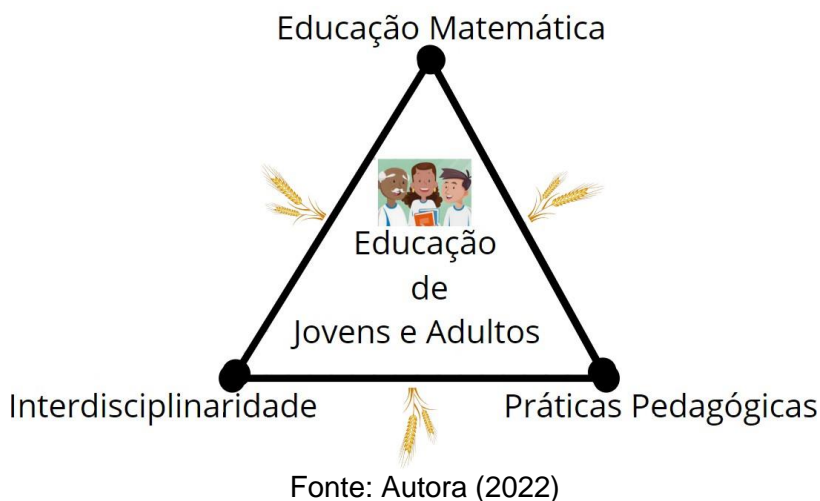 Educação Matemática
Educação
de
Jovens e Adultos
Interdisciplinaridade
Práticas Pedagógicas
Fonte: Autora (2022)